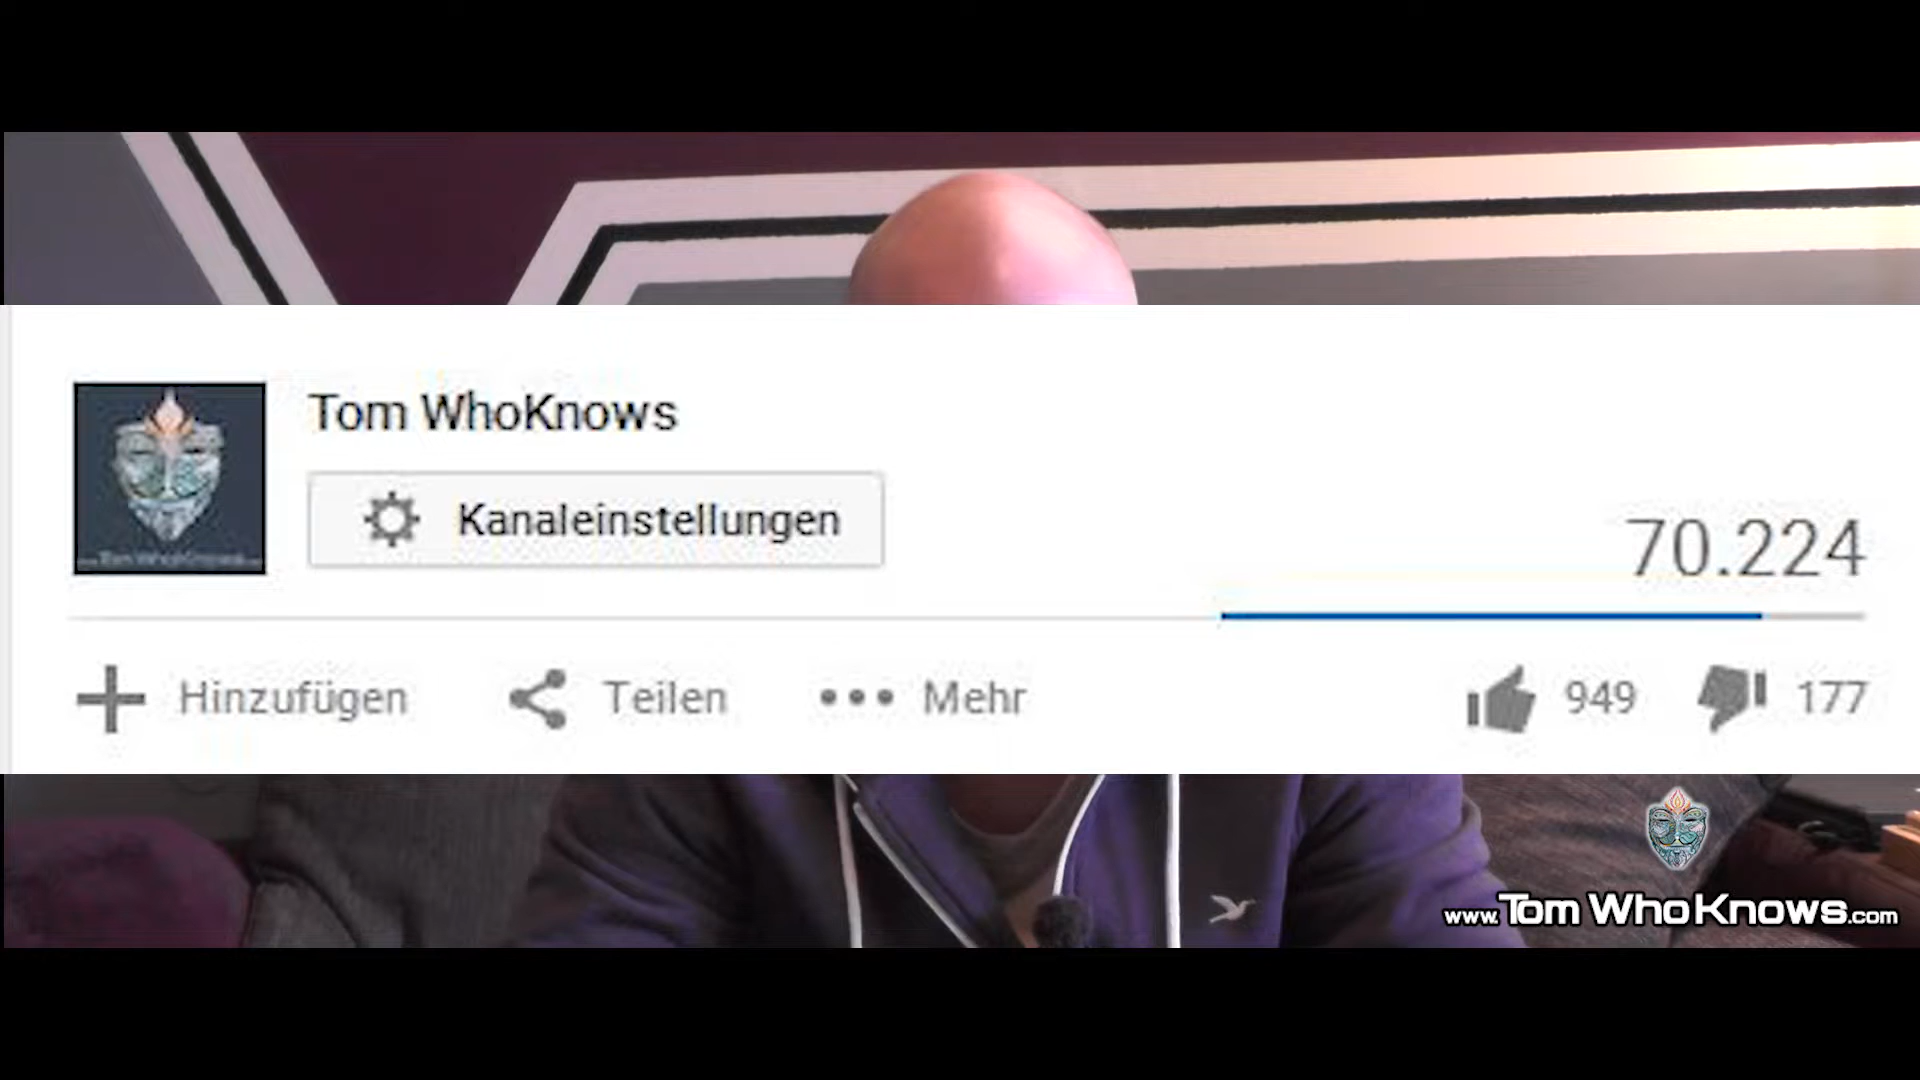 Tom WhoKnows
Kanaleinstellungen
70.224
Hinzufügen Teilen ••• Mehr 949 177
www.Tom WhoKnows.com